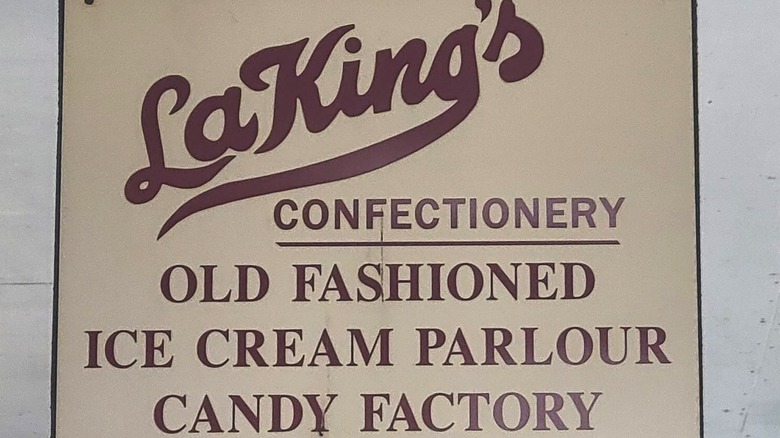 LaKing's
CONFECTIONERY
OLD FASHIONED
ICE CREAM PARLOUR
CANDY FACTORY